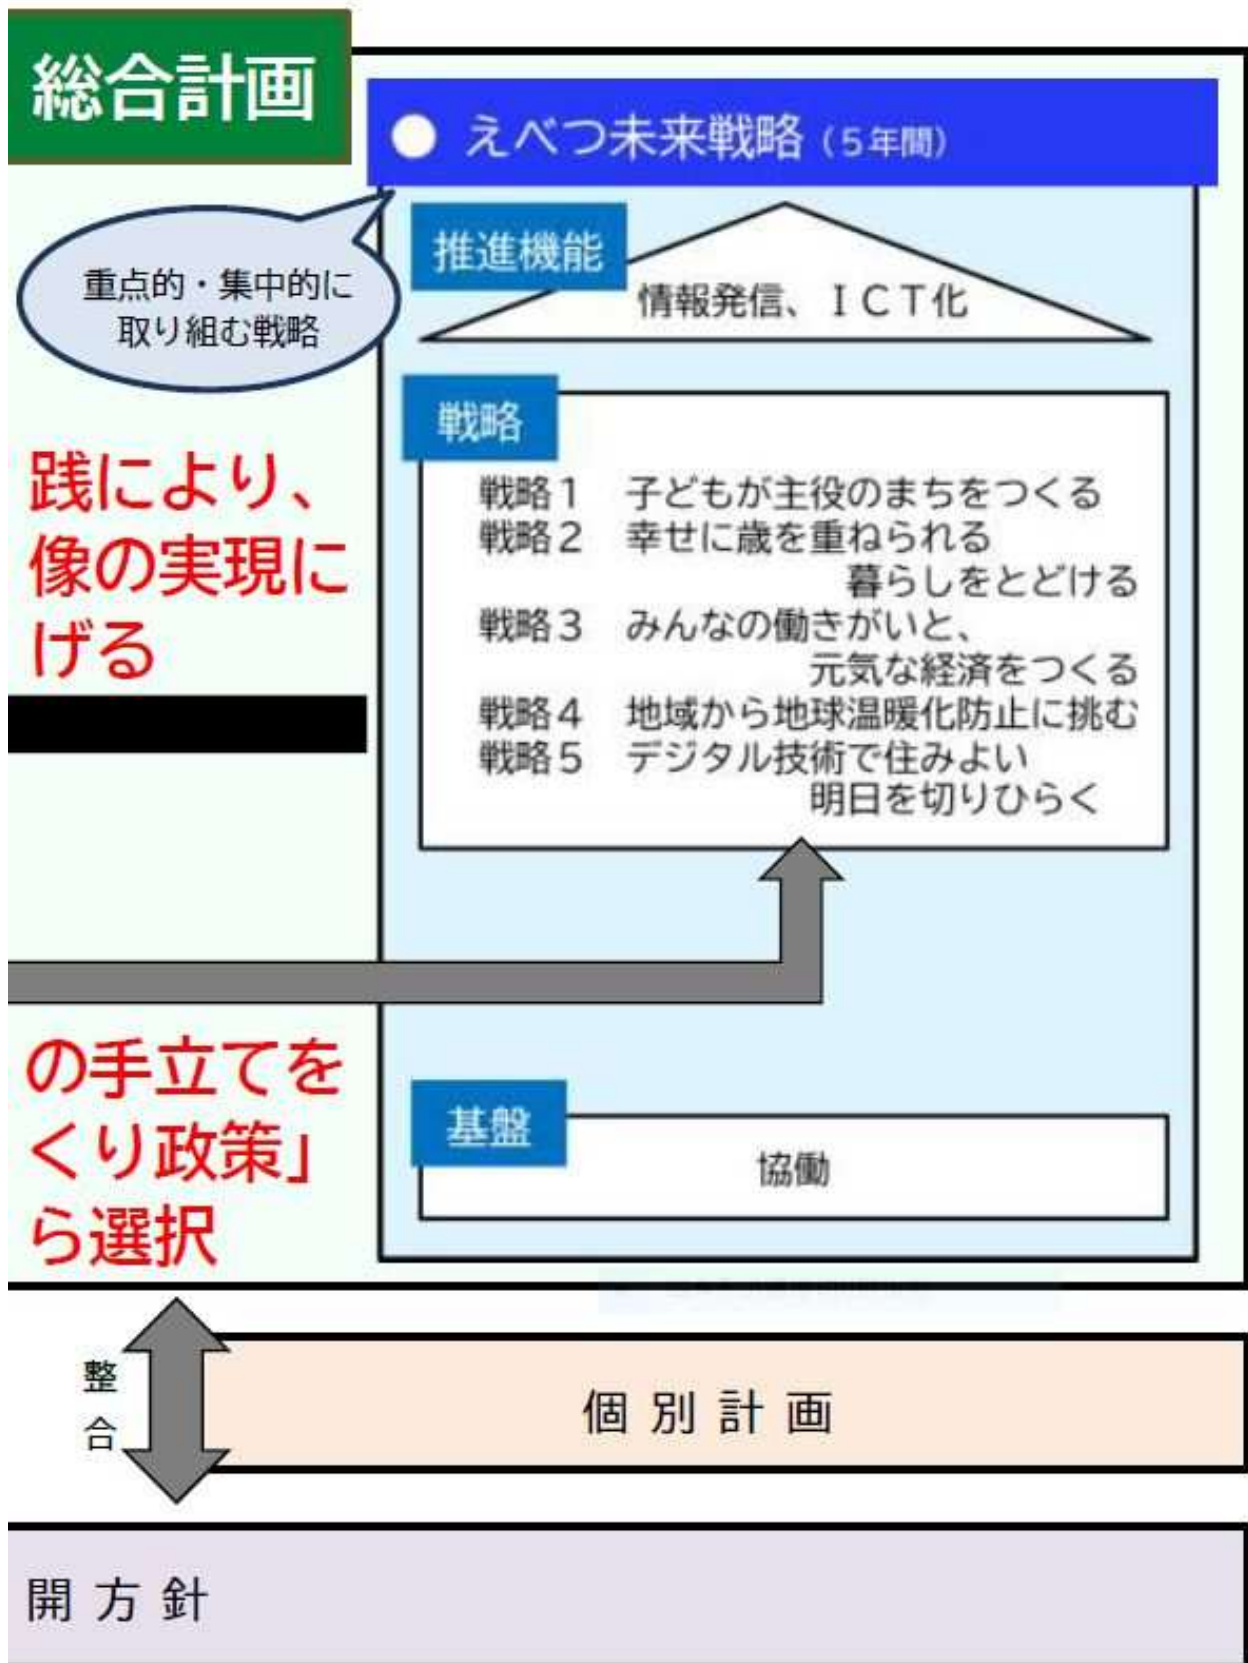 総合計画
● えべつ未来戦略（５年間）
重点的・集中的に
取り組む戦略
推進機能
情報発信、ＩＣＴ化
戦略
戦略１　子どもが主役のまちをつくる
戦略２　幸せに歳を重ねられる
暮らしをとどける
戦略３　みんなの働きがいと、
元気な経済をつくる
戦略４　地域から地球温暖化防止に挑む
戦略５　デジタル技術で住みよい
明日を切りひらく
践により、
像の実現に
げる
の手立てを
くり政策」
ら選択
基盤
協働
整
合
個別計画
開方針